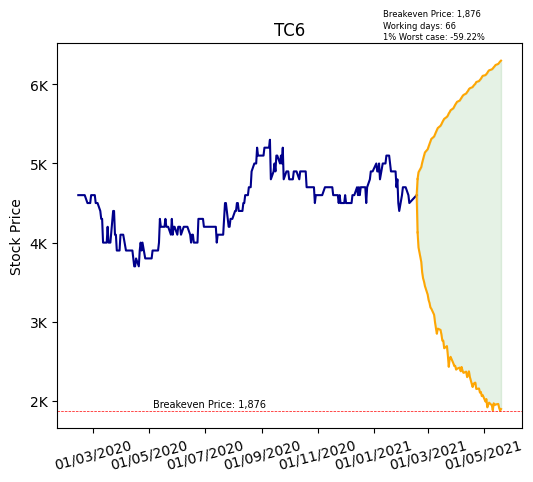 Breakeven Price: 1,876
Working days: 66
1% Worst case: -59.22%
TC6
Stock Price
6K
5K
4K
3K
2K
Breakeven Price: 1,876
01/03/2020 01/05/2020 01/07/2020 01/09/2020 01/11/2020 01/01/2021 01/03/2021 01/05/2021